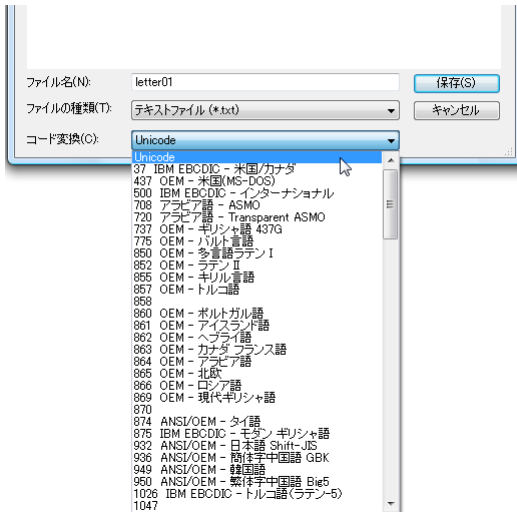 ファイル名(N): letter01 保存(S)
ファイルの種類(T): テキストファイル (*.txt) キャンセル
コード変換(C): Unicode
Unicode
37 IBM EBCDIC - 米国/カナダ
437 OEM - 米国(MS-DOS)
500 IBM EBCDIC - インターナショナル
708 アラビア語 - ASMO
720 アラビア語 - Transparent ASMO
737 OEM - ギリシャ語 437G
775 OEM - バルト言語
850 OEM - 多言語ラテン I
852 OEM - ラテン II
855 OEM - キリル言語
857 OEM - トルコ語
858
860 OEM - ポルトガル語
861 OEM - アイスランド語
862 OEM - ヘブライ語
863 OEM - カナダ フランス語
864 OEM - アラビア語
865 OEM - 北欧
866 OEM - ロシア語
869 OEM - 現代ギリシャ語
870
874 ANSI/OEM - タイ語
875 IBM EBCDIC - モダン ギリシャ語
932 ANSI/OEM - 日本語 Shift-JIS
936 ANSI/OEM - 簡体字中国語 GBK
949 ANSI/OEM - 韓国語
950 ANSI/OEM - 繁体字中国語 Big5
1026 IBM EBCDIC - トルコ語(ラテン-5)
1047